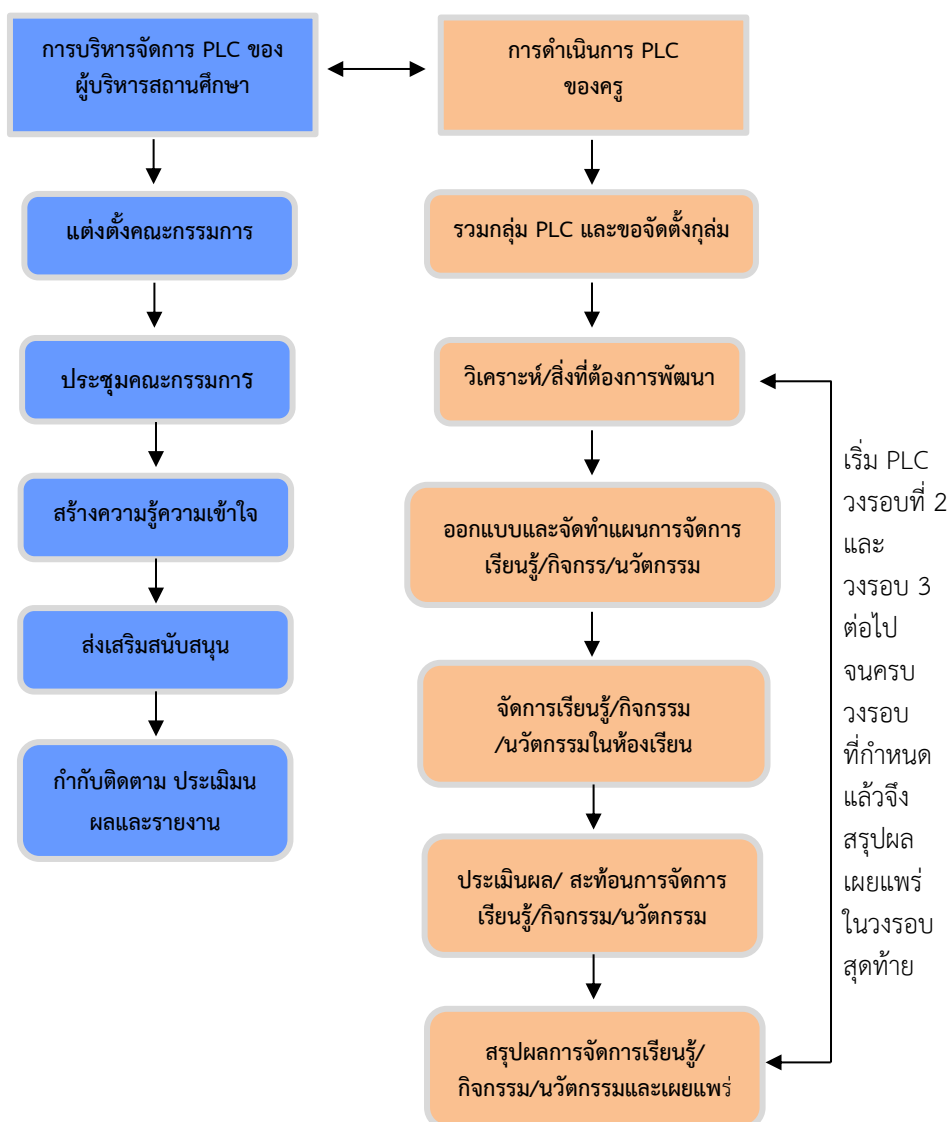 การบริหารจัดการ PLC ของ
ผู้บริหารสถานศึกษา
แต่งตั้งคณะกรรมการ
ประชุมคณะกรรมการ
สร้างความรู้ความเข้าใจ
ส่งเสริมสนับสนุน
กำกับติดตาม ประเมิมน
ผลและรายงาน
การดำเนินการ PLC
ของครู
รวมกลุ่ม PLC และขอจัดตั้งกุล่ม
วิเคราะห์/สิ่งที่ต้องการพัฒนา
ออกแบบและจัดทำแผนการจัดการ
เรียนรู้/กิจกรร/นวัตกรรม
จัดการเรียนรู้/กิจกรรม
/นวัตกรรมในห้องเรียน
ประเมินผล/ สะท้อนการจัดการ
เรียนรู้/กิจกรรม/นวัตกรรม
สรุปผลการจัดการเรียนรู้/
กิจกรรม/นวัตกรรมและเผยแพร่
เริ่ม PLC
วงรอบที่ 2
และ
วงรอบ 3
ต่อไป
จนครบ
วงรอบ
ที่กำหนด
แล้วจึง
สรุปผล
เผยแพร่
ในวงรอบ
สุดท้าย